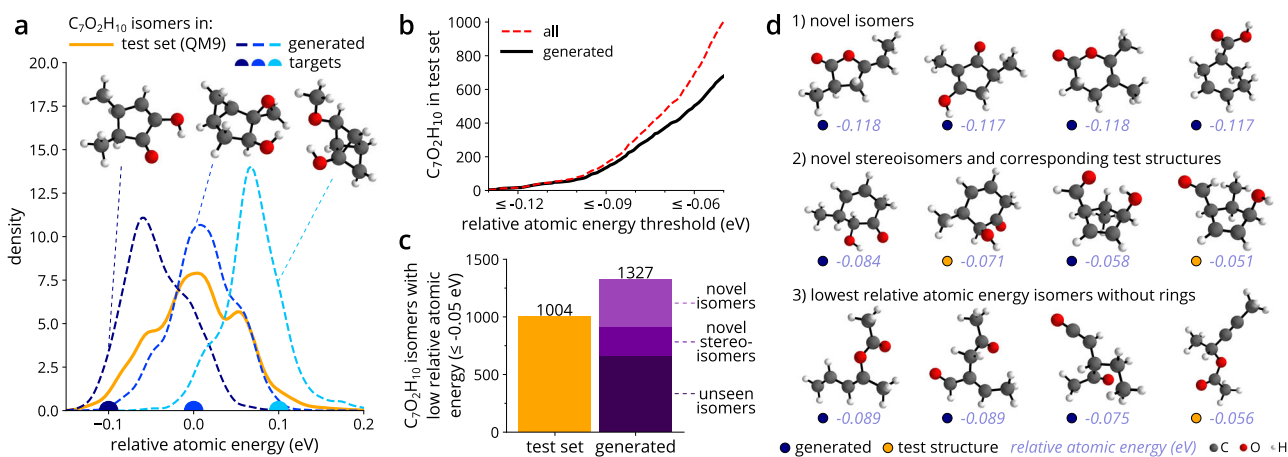 a
C₇O₂H₁₀ isomers in:
test set (QM9)
generated
targets
density
20.0
17.5
15.0
12.5
10.0
7.5
5.0
2.5
0.0
−0.1
0.0
0.1
0.2
relative atomic energy (eV)
b
C₇O₂H₁₀ in test set
1000
800
600
400
200
0
all
generated
≤ -0.12
≤ -0.09
≤ -0.06
relative atomic energy threshold (eV)
c
C₇O₂H₁₀ isomers with
low relative atomic
energy (≤ -0.05 eV)
1500
1000
500
0
1004
1327
test set
generated
novel
isomers
novel
stereo-
isomers
unseen
isomers
d
1) novel isomers
-0.118
-0.117
-0.118
-0.117
2) novel stereoisomers and corresponding test structures
-0.084
-0.071
-0.058
-0.051
3) lowest relative atomic energy isomers without rings
-0.089
-0.089
-0.075
-0.056
generated
test structure
relative atomic energy (eV)
C
O
H